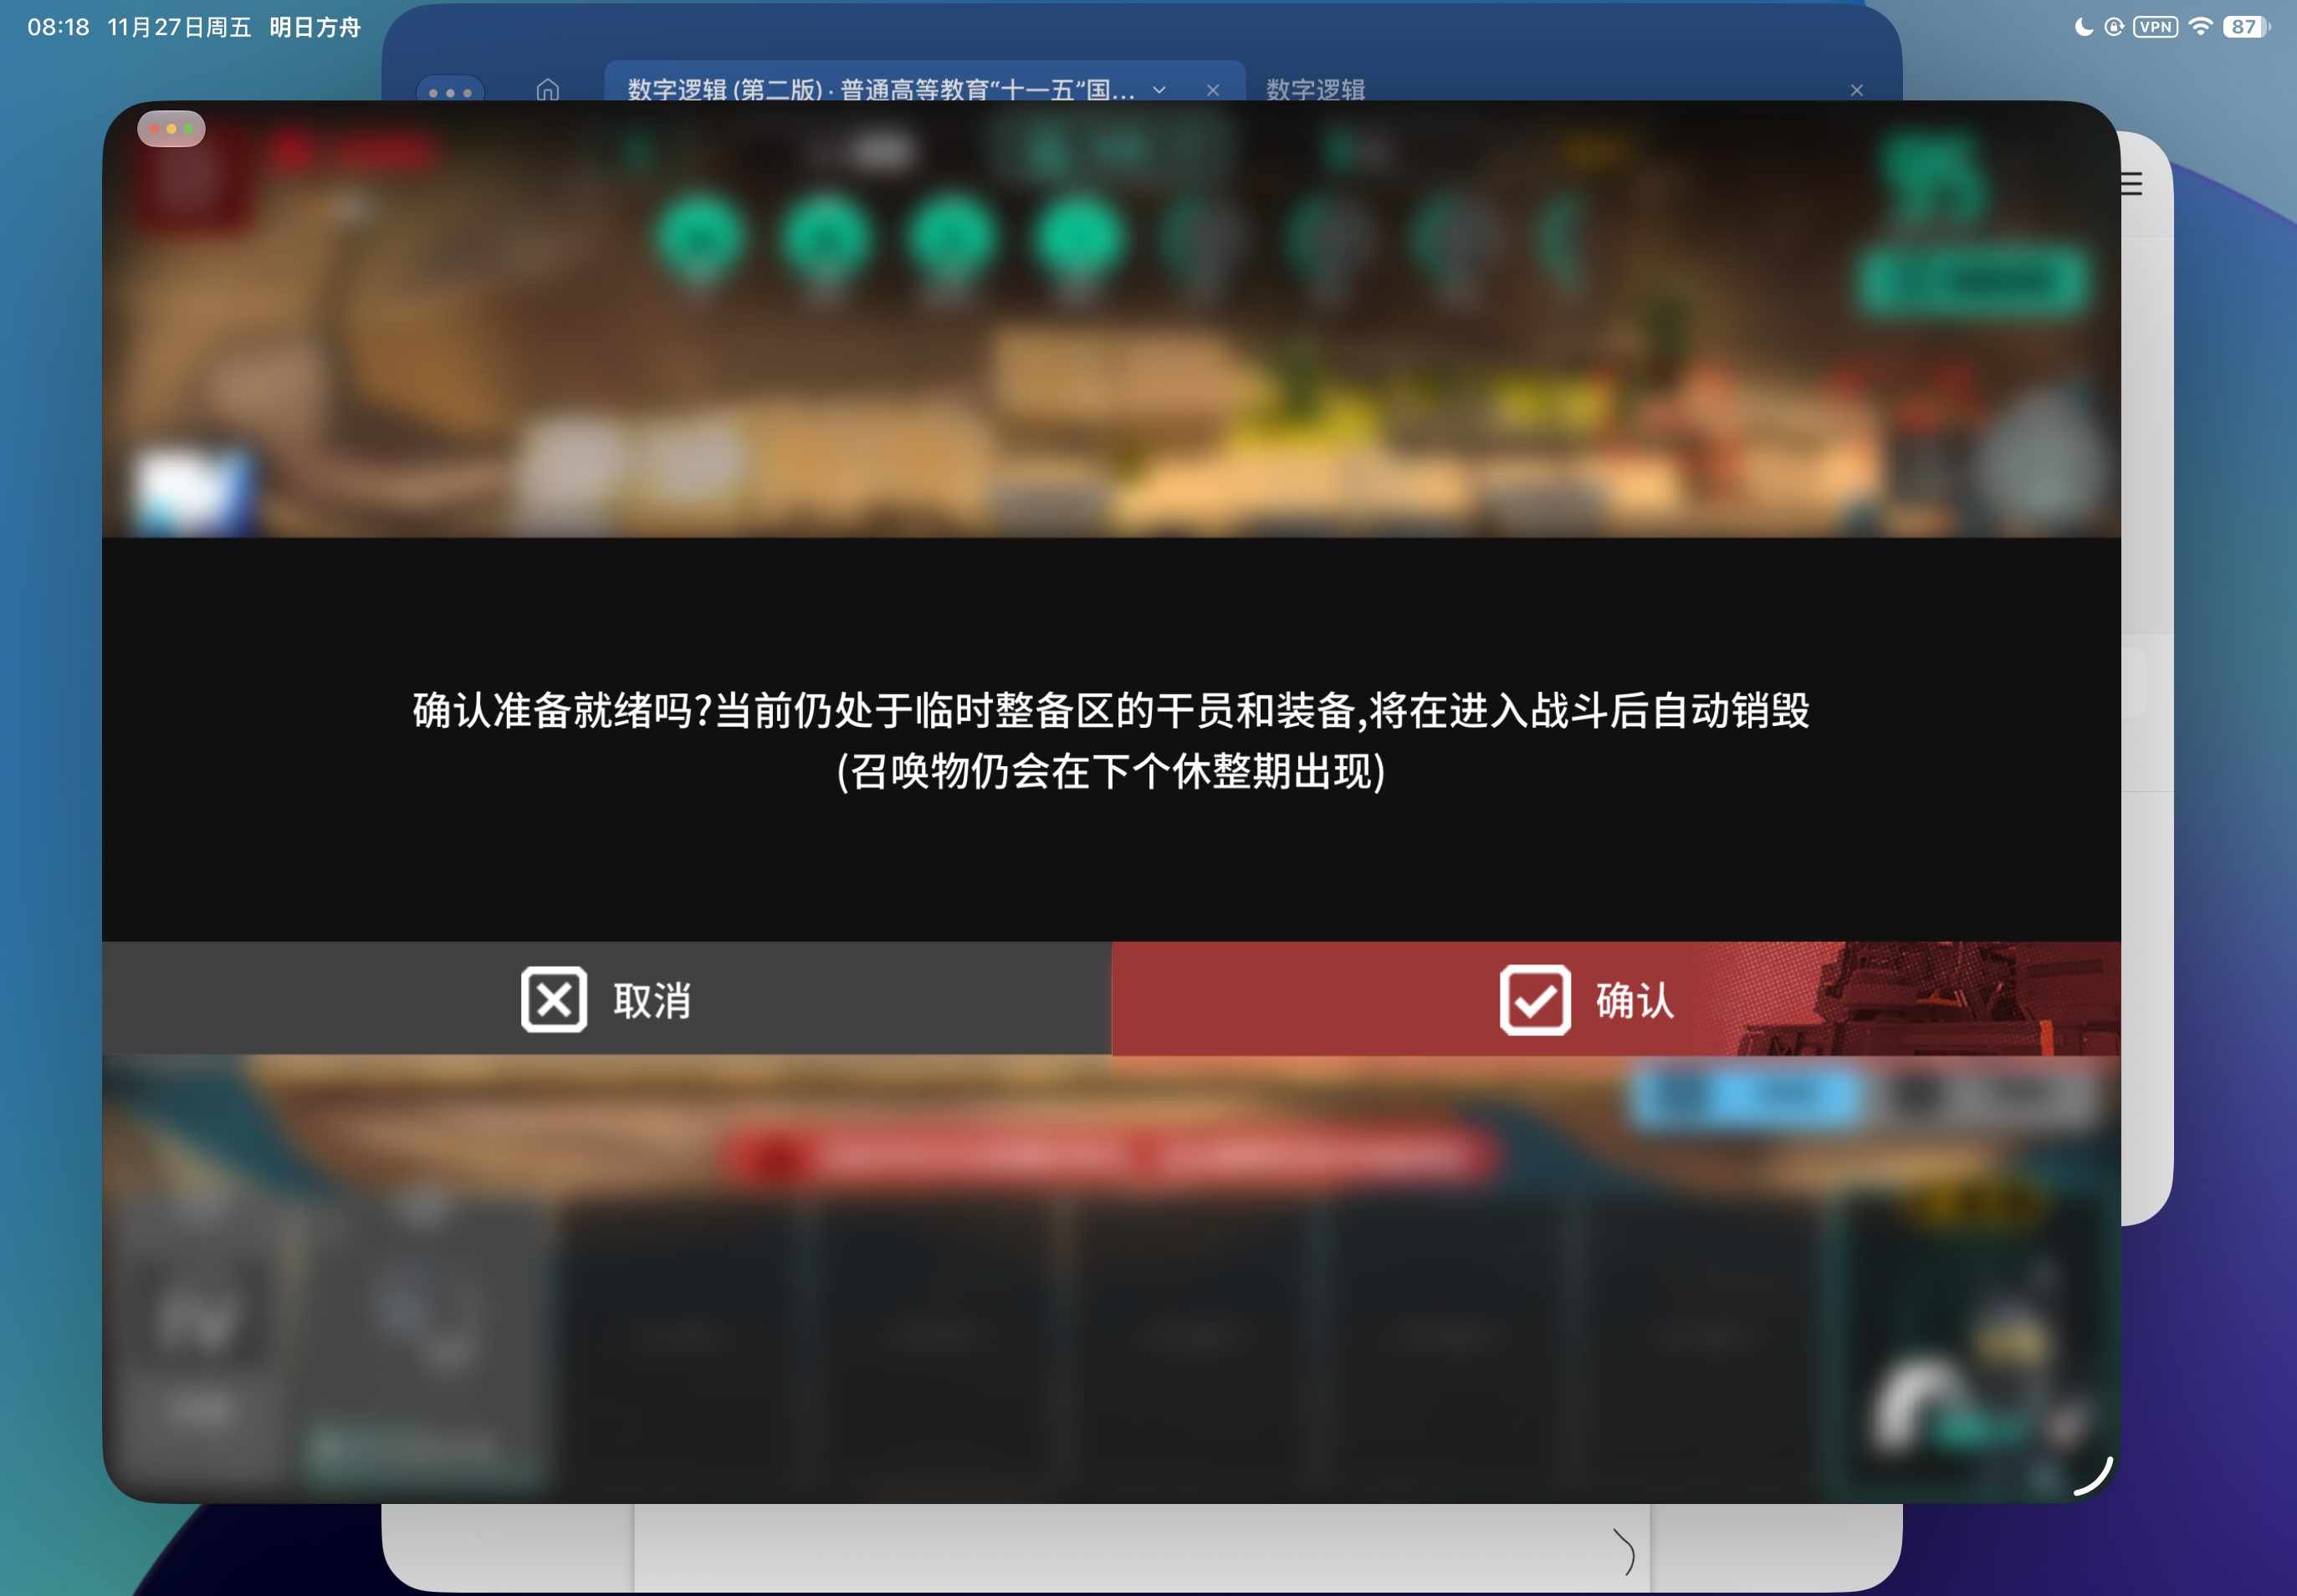 08:18 11月27日周五 明日方舟
VPN 87
数字逻辑 (第二版) · 普通高等教育“十一五”国...
数字逻辑
确认准备就绪吗?当前仍处于临时整备区的干员和装备,将在进入战斗后自动销毁
(召唤物仍会在下个休整期出现)
取消
确认